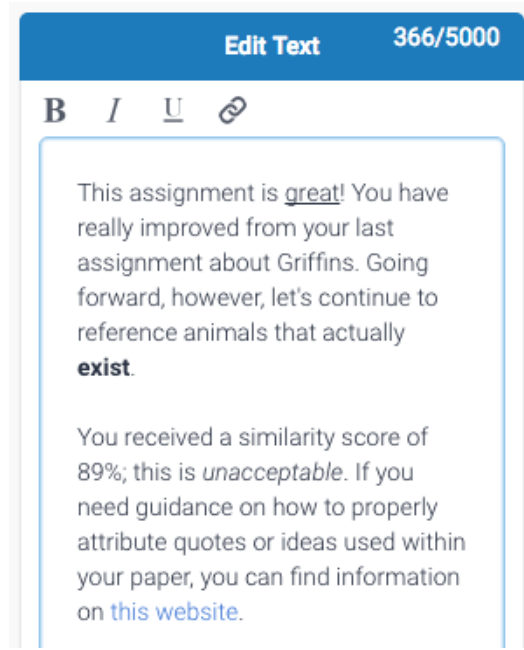 Edit Text 366/5000
B I U
This assignment is great! You have
really improved from your last
assignment about Griffins. Going
forward, however, let's continue to
reference animals that actually
exist.
You received a similarity score of
89%; this is unacceptable. If you
need guidance on how to properly
attribute quotes or ideas used within
your paper, you can find information
on this website.